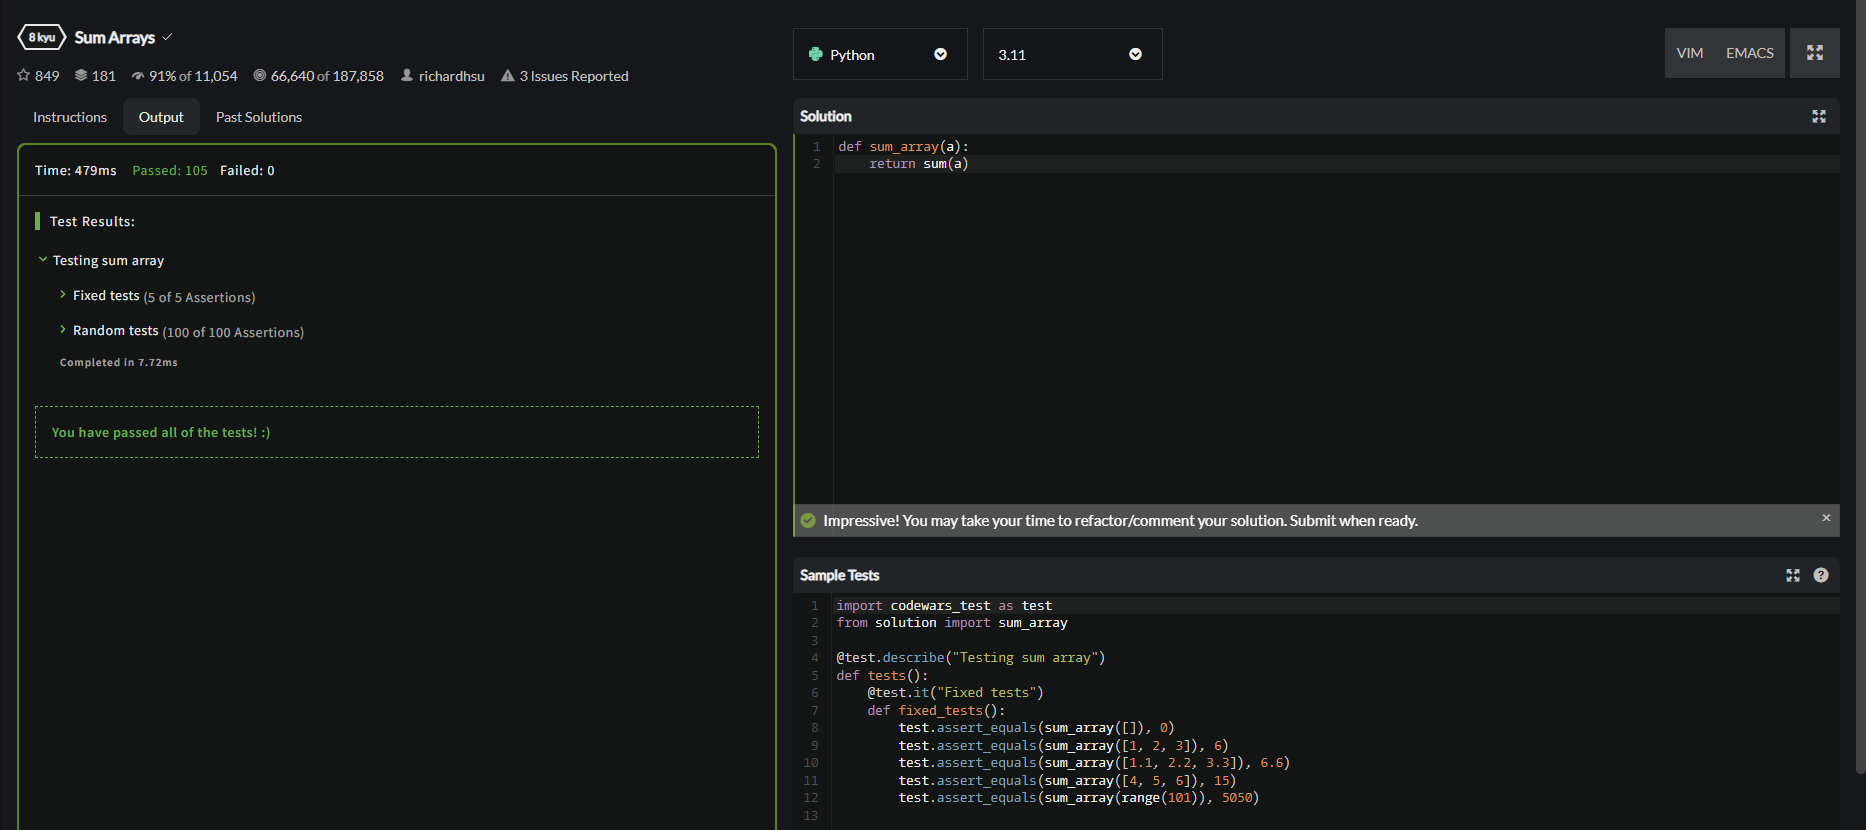 8 kyu Sum Arrays
849 181 91% of 11,054 66,640 of 187,858 richardhsu 3 Issues Reported
Instructions Output Past Solutions
Time: 479ms Passed: 105 Failed: 0
Test Results:
Testing sum array
Fixed tests (5 of 5 Assertions)
Random tests (100 of 100 Assertions)
Completed in 7.72ms
You have passed all of the tests! :)
Python 3.11 VIM EMACS
Solution
1 def sum_array(a):
2     return sum(a)
Impressive! You may take your time to refactor/comment your solution. Submit when ready. ×
Sample Tests ?
1 import codewars_test as test
2 from solution import sum_array
3
4 @test.describe("Testing sum array")
5 def tests():
6     @test.it("Fixed tests")
7     def fixed_tests():
8         test.assert_equals(sum_array([]), 0)
9         test.assert_equals(sum_array([1, 2, 3]), 6)
10         test.assert_equals(sum_array([1.1, 2.2, 3.3]), 6.6)
11         test.assert_equals(sum_array([4, 5, 6]), 15)
12         test.assert_equals(sum_array(range(101)), 5050)
13